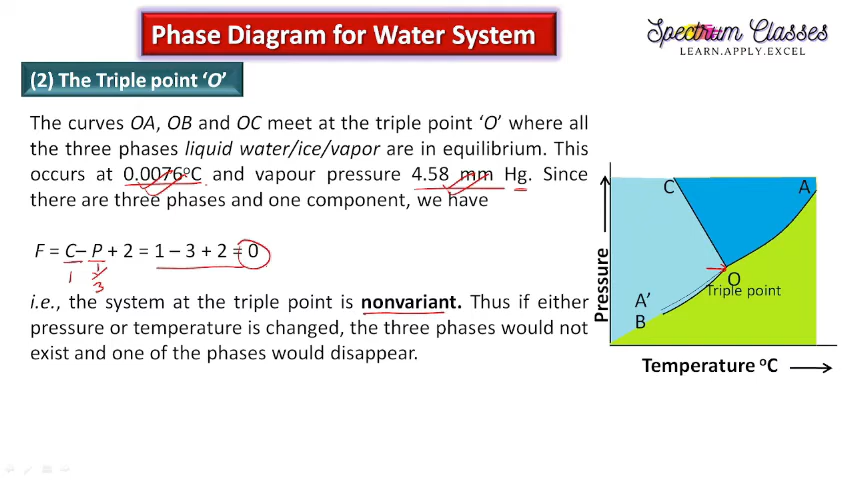 Phase Diagram for Water System
Spectrum Classes
LEARN.APPLY.EXCEL
(2) The Triple point ‘O’
The curves OA, OB and OC meet at the triple point ‘O’ where all
the three phases liquid water/ice/vapor are in equilibrium. This
occurs at 0.0076°C and vapour pressure 4.58 mm Hg. Since
there are three phases and one component, we have
F = C– P + 2 = 1 – 3 + 2 = 0
1
3
i.e., the system at the triple point is nonvariant. Thus if either
pressure or temperature is changed, the three phases would not
exist and one of the phases would disappear.
C
A
O
Triple point
A’
B
Pressure
Temperature °C